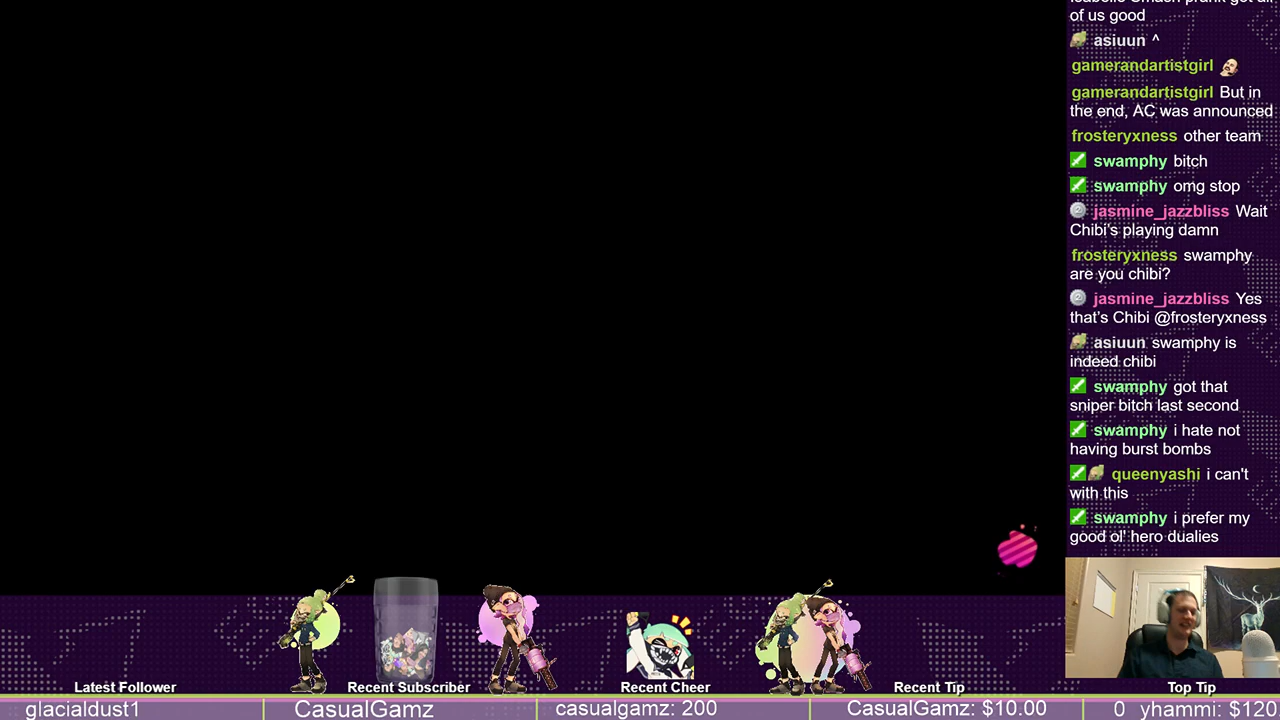 of us good
asiuun ^
gamerandartistgirl
gamerandartistgirl But in
the end, AC was announced
frosteryxness other team
swamphy bitch
swamphy omg stop
jasmine_jazzbliss Wait
Chibi's playing damn
frosteryxness swamphy
are you chibi?
jasmine_jazzbliss Yes
that's Chibi @frosteryxness
asiuun swamphy is
indeed chibi
swamphy got that
sniper bitch last second
swamphy i hate not
having burst bombs
queenyashi i can't
with this
swamphy i prefer my
good ol' hero dualies
Latest Follower
Recent Subscriber
Recent Cheer
Recent Tip
Top Tip
glacialdust1
CasualGamz
casualgamz: 200
CasualGamz: $10.00
0 yhammi: $120